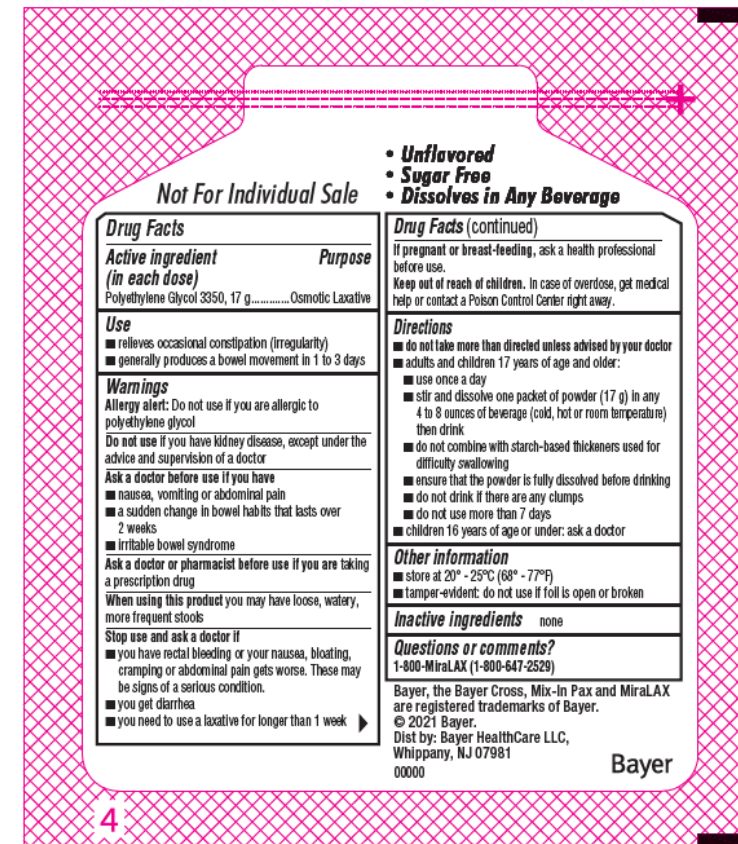 • Unflavored
• Sugar Free
• Dissolves in Any Beverage
Not For Individual Sale
Drug Facts
Active ingredient Purpose
(in each dose)
Polyethylene Glycol 3350, 17 g.............Osmotic Laxative
Use
■ relieves occasional constipation (irregularity)
■ generally produces a bowel movement in 1 to 3 days
Warnings
Allergy alert: Do not use if you are allergic to
polyethylene glycol
Do not use if you have kidney disease, except under the
advice and supervision of a doctor
Ask a doctor before use if you have
■ nausea, vomiting or abdominal pain
■ a sudden change in bowel habits that lasts over
2 weeks
■ irritable bowel syndrome
Ask a doctor or pharmacist before use if you are taking
a prescription drug
When using this product you may have loose, watery,
more frequent stools
Stop use and ask a doctor if
■ you have rectal bleeding or your nausea, bloating,
cramping or abdominal pain gets worse. These may
be signs of a serious condition.
■ you get diarrhea
■ you need to use a laxative for longer than 1 week
Drug Facts (continued)
If pregnant or breast-feeding, ask a health professional
before use.
Keep out of reach of children. In case of overdose, get medical
help or contact a Poison Control Center right away.
Directions
■ do not take more than directed unless advised by your doctor
■ adults and children 17 years of age and older:
■ use once a day
■ stir and dissolve one packet of powder (17 g) in any
4 to 8 ounces of beverage (cold, hot or room temperature)
then drink
■ do not combine with starch-based thickeners used for
difficulty swallowing
■ ensure that the powder is fully dissolved before drinking
■ do not drink if there are any clumps
■ do not use more than 7 days
■ children 16 years of age or under: ask a doctor
Other information
■ store at 20° - 25°C (68° - 77°F)
■ tamper-evident: do not use if foil is open or broken
Inactive ingredients none
Questions or comments?
1-800-MiraLAX (1-800-647-2529)
Bayer, the Bayer Cross, Mix-In Pax and MiraLAX
are registered trademarks of Bayer.
© 2021 Bayer.
Dist by: Bayer HealthCare LLC,
Whippany, NJ 07981
00000
Bayer
4